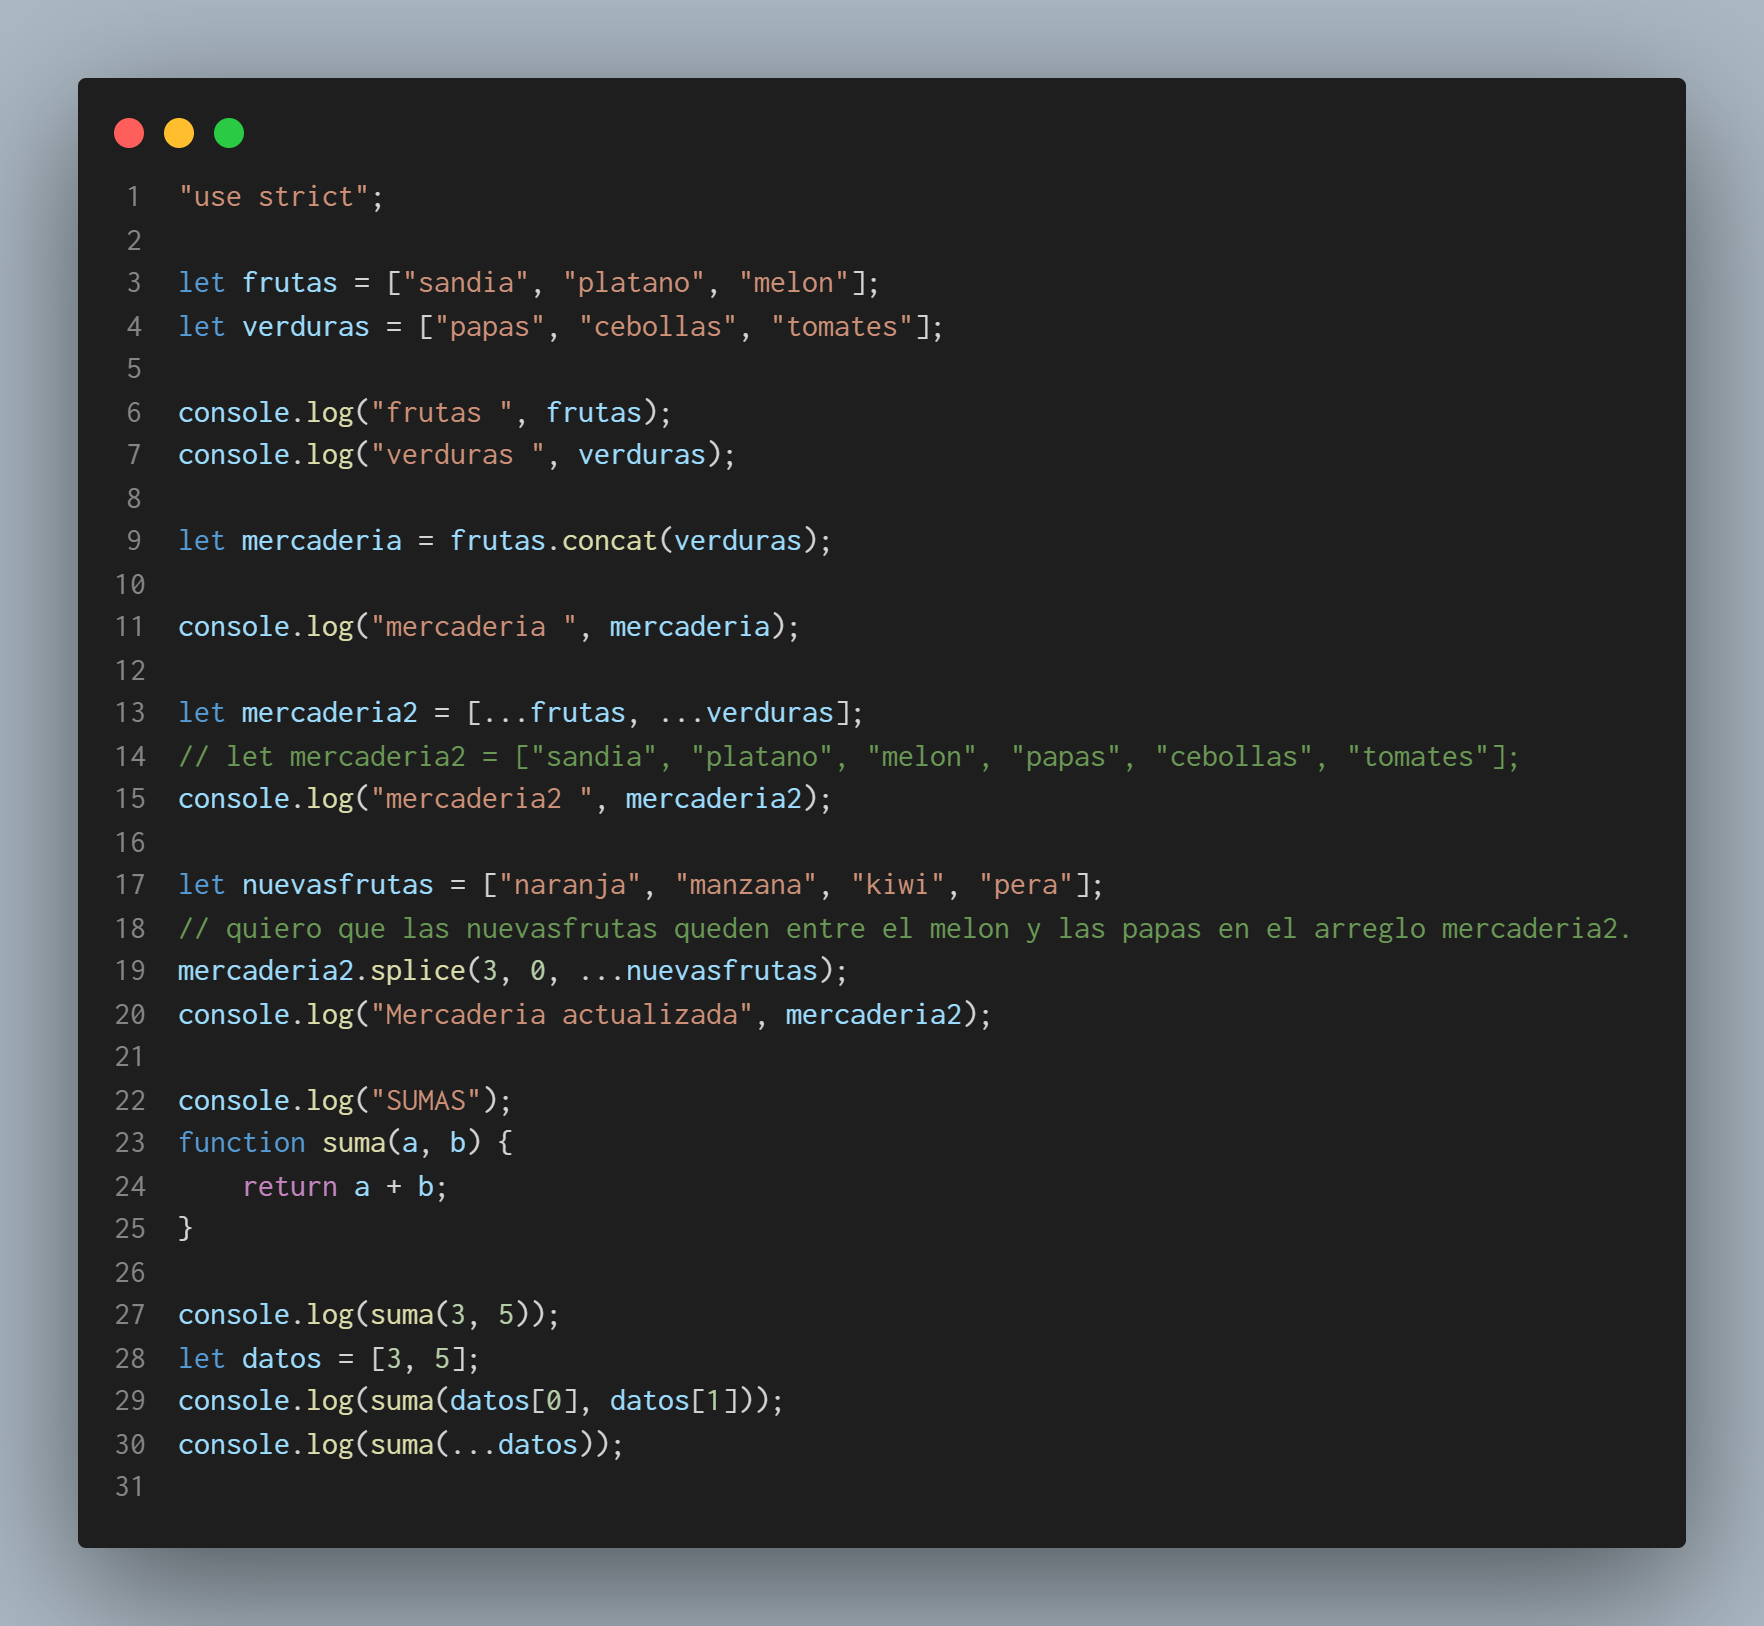 1 "use strict";
2
3 let frutas = ["sandia", "platano", "melon"];
4 let verduras = ["papas", "cebollas", "tomates"];
5
6 console.log("frutas ", frutas);
7 console.log("verduras ", verduras);
8
9 let mercaderia = frutas.concat(verduras);
10
11 console.log("mercaderia ", mercaderia);
12
13 let mercaderia2 = [...frutas, ...verduras];
14 // let mercaderia2 = ["sandia", "platano", "melon", "papas", "cebollas", "tomates"];
15 console.log("mercaderia2 ", mercaderia2);
16
17 let nuevasfrutas = ["naranja", "manzana", "kiwi", "pera"];
18 // quiero que las nuevasfrutas queden entre el melon y las papas en el arreglo mercaderia2.
19 mercaderia2.splice(3, 0, ...nuevasfrutas);
20 console.log("Mercaderia actualizada", mercaderia2);
21
22 console.log("SUMAS");
23 function suma(a, b) {
24     return a + b;
25 }
26
27 console.log(suma(3, 5));
28 let datos = [3, 5];
29 console.log(suma(datos[0], datos[1]));
30 console.log(suma(...datos));
31